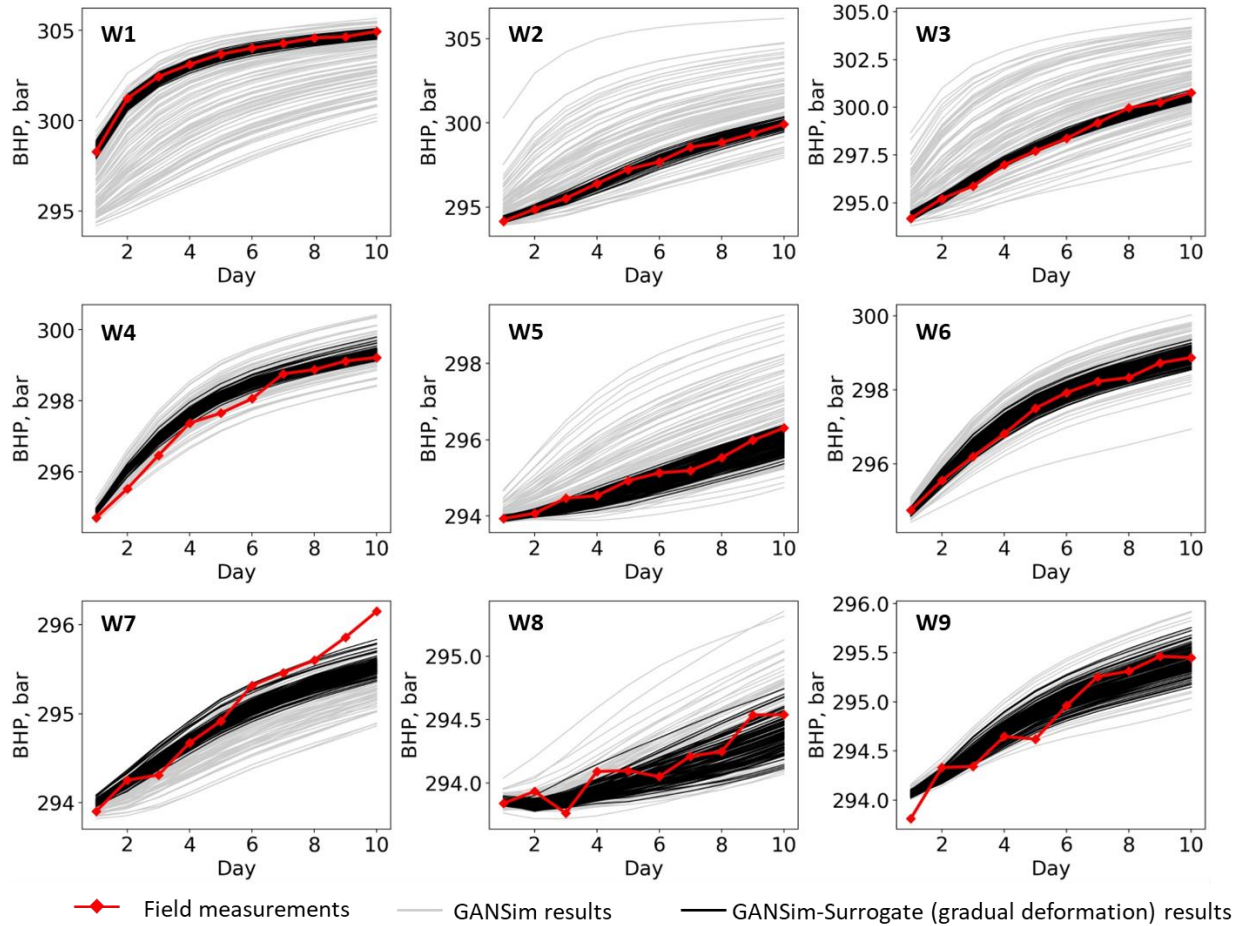 W1
305
300
295
BHP, bar
2 4 6 8 10
Day
W2
305
300
295
BHP, bar
2 4 6 8 10
Day
W3
305.0
302.5
300.0
297.5
295.0
BHP, bar
2 4 6 8 10
Day
W4
300
298
296
BHP, bar
2 4 6 8 10
Day
W5
298
296
294
BHP, bar
2 4 6 8 10
Day
W6
300
298
296
BHP, bar
2 4 6 8 10
Day
W7
296
295
294
BHP, bar
2 4 6 8 10
Day
W8
295.0
294.5
294.0
BHP, bar
2 4 6 8 10
Day
W9
296.0
295.5
295.0
294.5
294.0
BHP, bar
2 4 6 8 10
Day
Field measurements GANSim results GANSim-Surrogate (gradual deformation) results